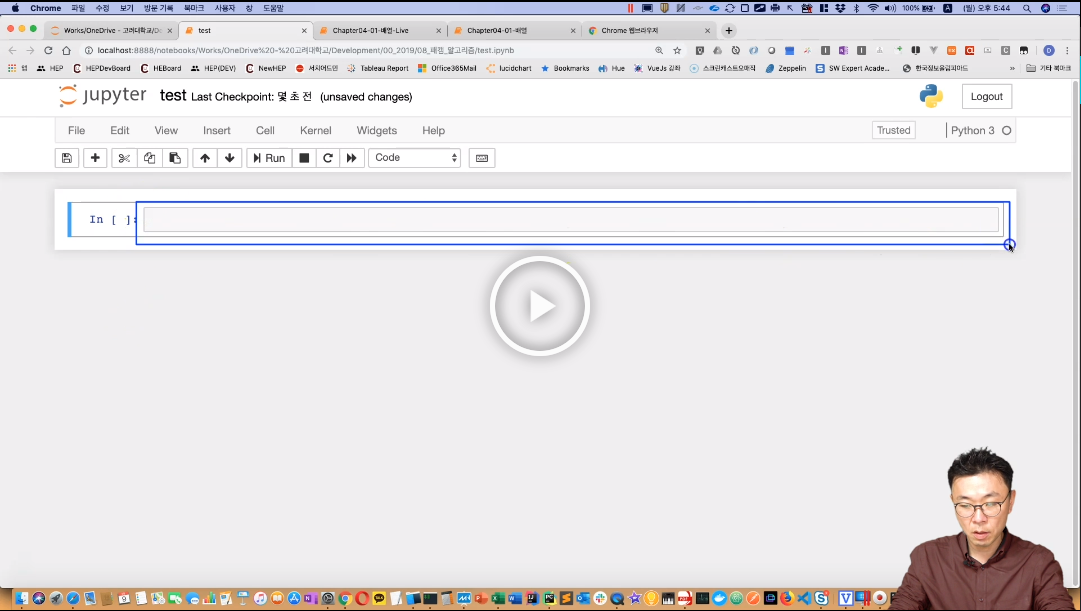 Chrome 파일 수정 보기 방문 기록 북마크 사용자 창 도움말
100% (월) 오후 5:44
Works/OneDrive - 고려대학교/De
test
Chapter04-01-배열-Live
Chapter04-01-배열
Chrome 웹브라우저
localhost:8888/notebooks/Works/OneDrive%20-%20고려대학교/Development/00_2019/08_패캠_알고리즘/test.ipynb
앱 HEP HEPDevBoard HEBoard HEP(DEV) NewHEP 서지어드민 Tableau Report Office365Mail lucidchart Bookmarks Hue VueJs 강좌 스크린캐스트오매틱 Zeppelin SW Expert Acade... 한국정보올림피아드 » 기타 북마크
jupyter test Last Checkpoint: 몇 초 전 (unsaved changes)
Logout
File Edit View Insert Cell Kernel Widgets Help
Trusted
Python 3
Run
Code
In [ ]: